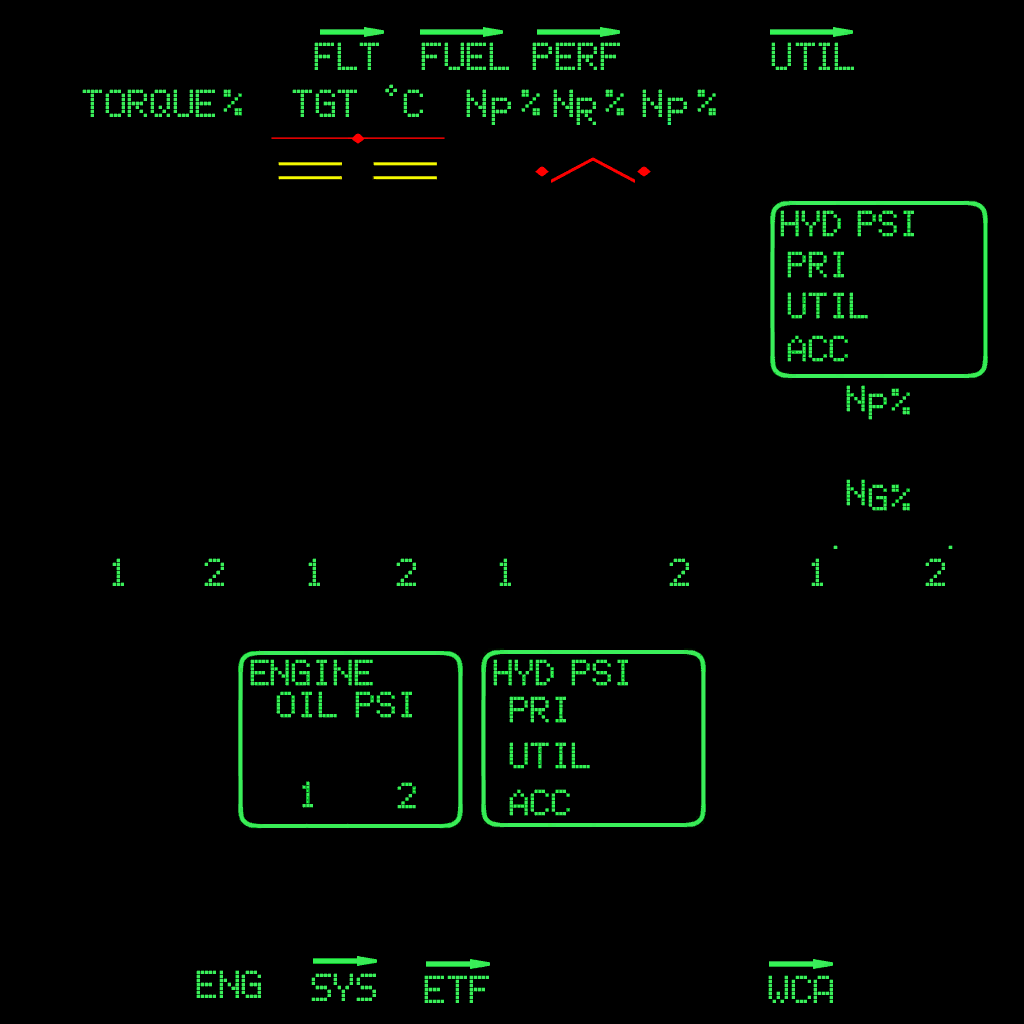 FLT FUEL PERF UTIL
TORQUE% TGT °C Np% NR% Np%
HYD PSI
PRI
UTIL
ACC
Np%
NG%
1 2 1 2 1 2 1 2
ENGINE
OIL PSI
1 2
HYD PSI
PRI
UTIL
ACC
ENG SYS ETF WCA